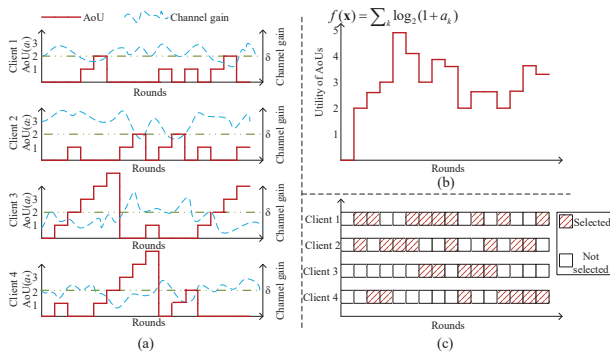 AoU
Channel gain
f(x) = ∑ₖ log₂(1+aₖ)
Client 1
AoU(a₁)
3
2
1
δ
Channel gain
Rounds
Client 2
AoU(a₂)
3
2
1
δ
Channel gain
Rounds
Client 3
AoU(a₃)
3
2
1
δ
Channel gain
Rounds
Client 4
AoU(a₄)
3
2
1
δ
Channel gain
Rounds
(a)
Utility of AoUs
5
4
3
2
1
0
Rounds
(b)
Client 1
Client 2
Client 3
Client 4
Selected
Not
selected
Rounds
(c)